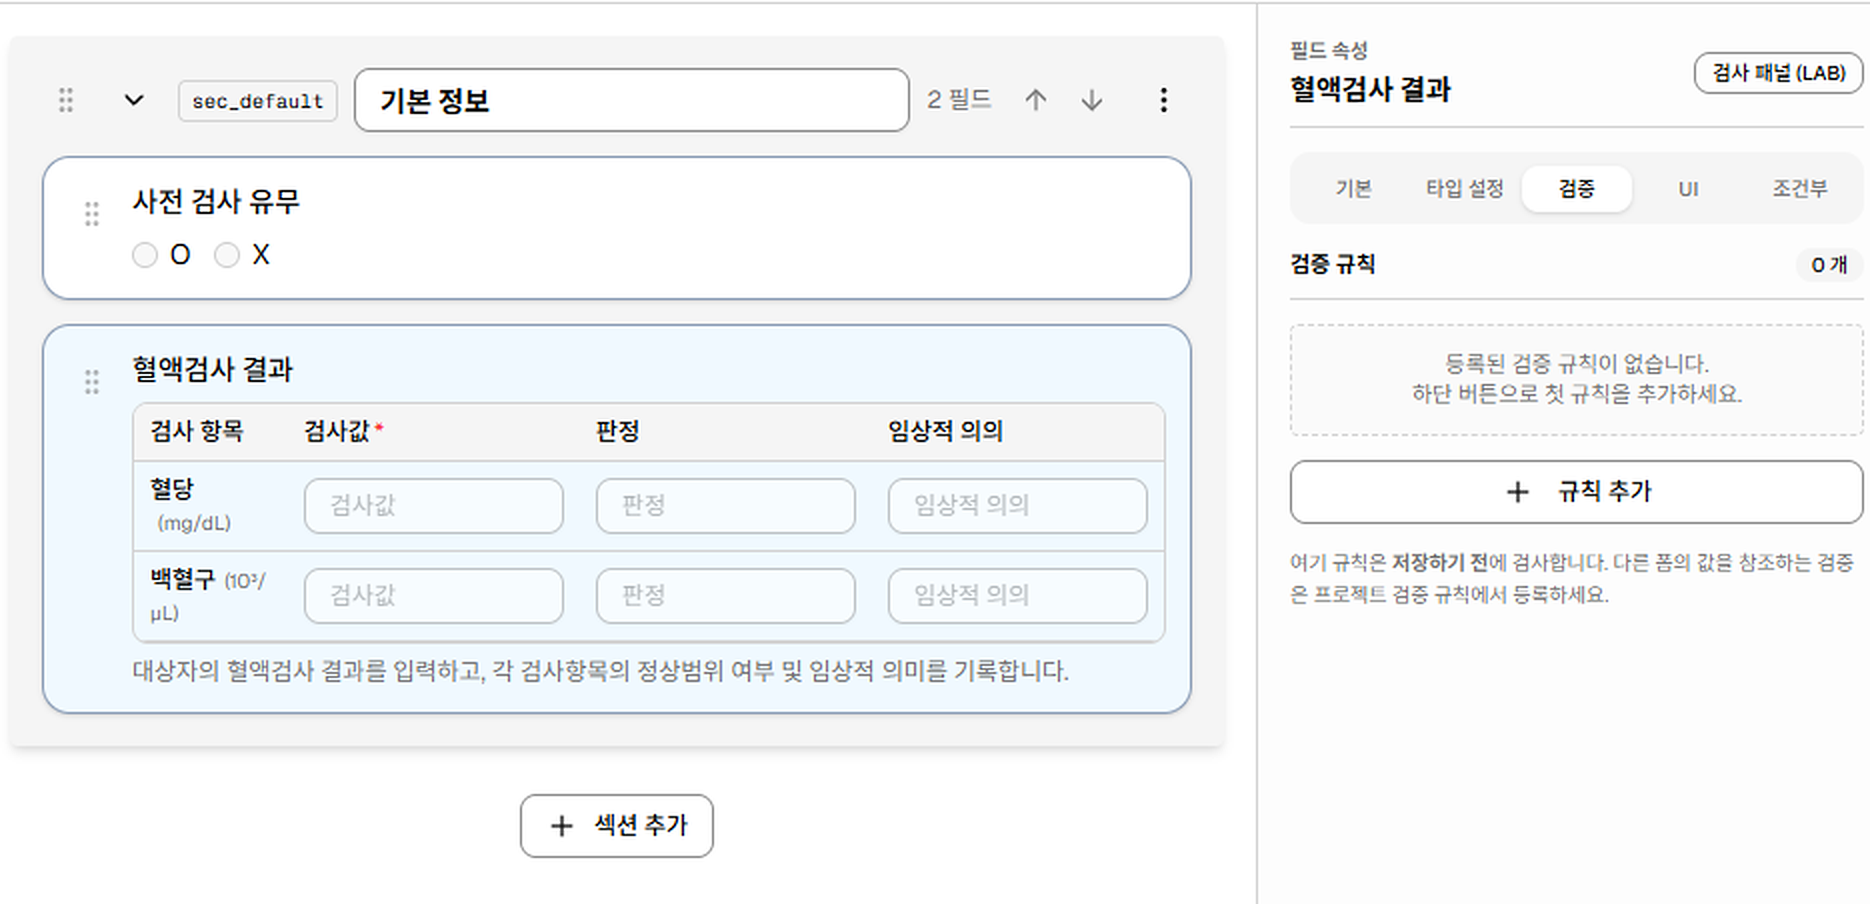 sec_default 기본 정보 2 필드
사전 검사 유무
O X
혈액검사 결과
검사 항목 검사값* 판정 임상적 의의
혈당
(mg/dL)
검사값 판정 임상적 의의
백혈구 (10³/
µL)
검사값 판정 임상적 의의
대상자의 혈액검사 결과를 입력하고, 각 검사항목의 정상범위 여부 및 임상적 의미를 기록합니다.
+ 섹션 추가
필드 속성
혈액검사 결과
검사 패널 (LAB)
기본 타입 설정 검증 UI 조건부
검증 규칙 0 개
등록된 검증 규칙이 없습니다.
하단 버튼으로 첫 규칙을 추가하세요.
+ 규칙 추가
여기 규칙은 저장하기 전에 검사합니다. 다른 폼의 값을 참조하는 검증
은 프로젝트 검증 규칙에서 등록하세요.